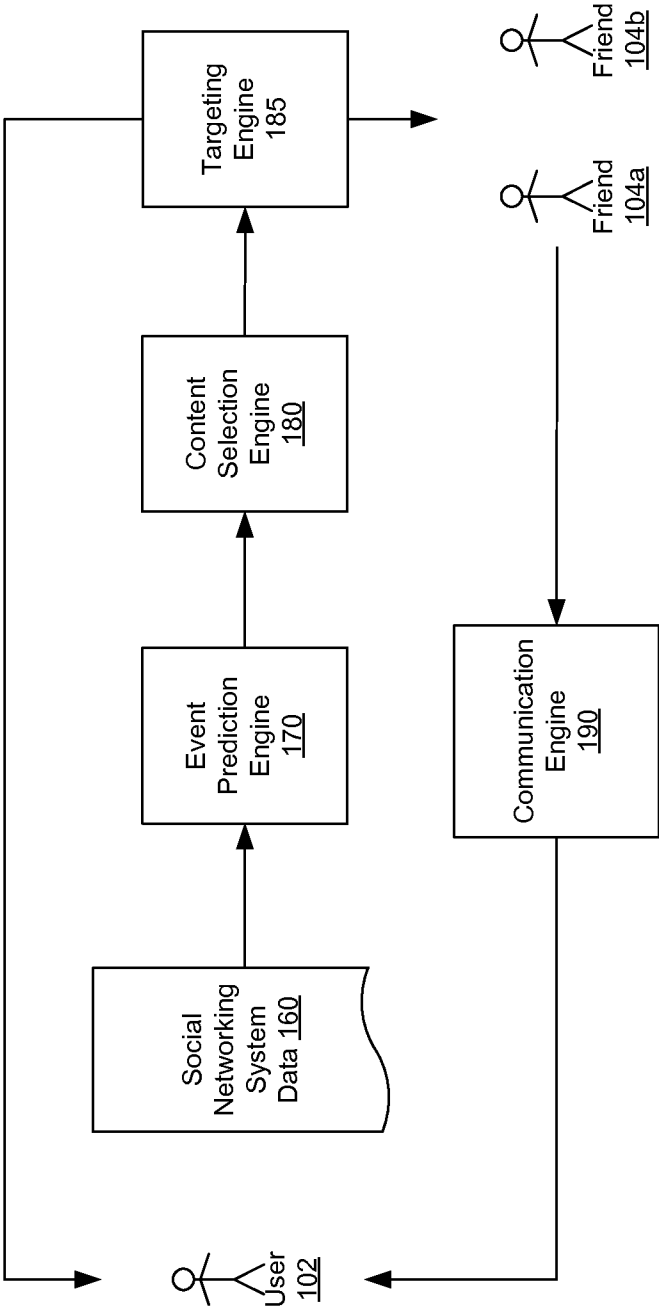 User
102
Social
Networking
System
Data 160
Event
Prediction
Engine
170
Content
Selection
Engine
180
Targeting
Engine
185
Communication
Engine
190
Friend
104a
Friend
104b